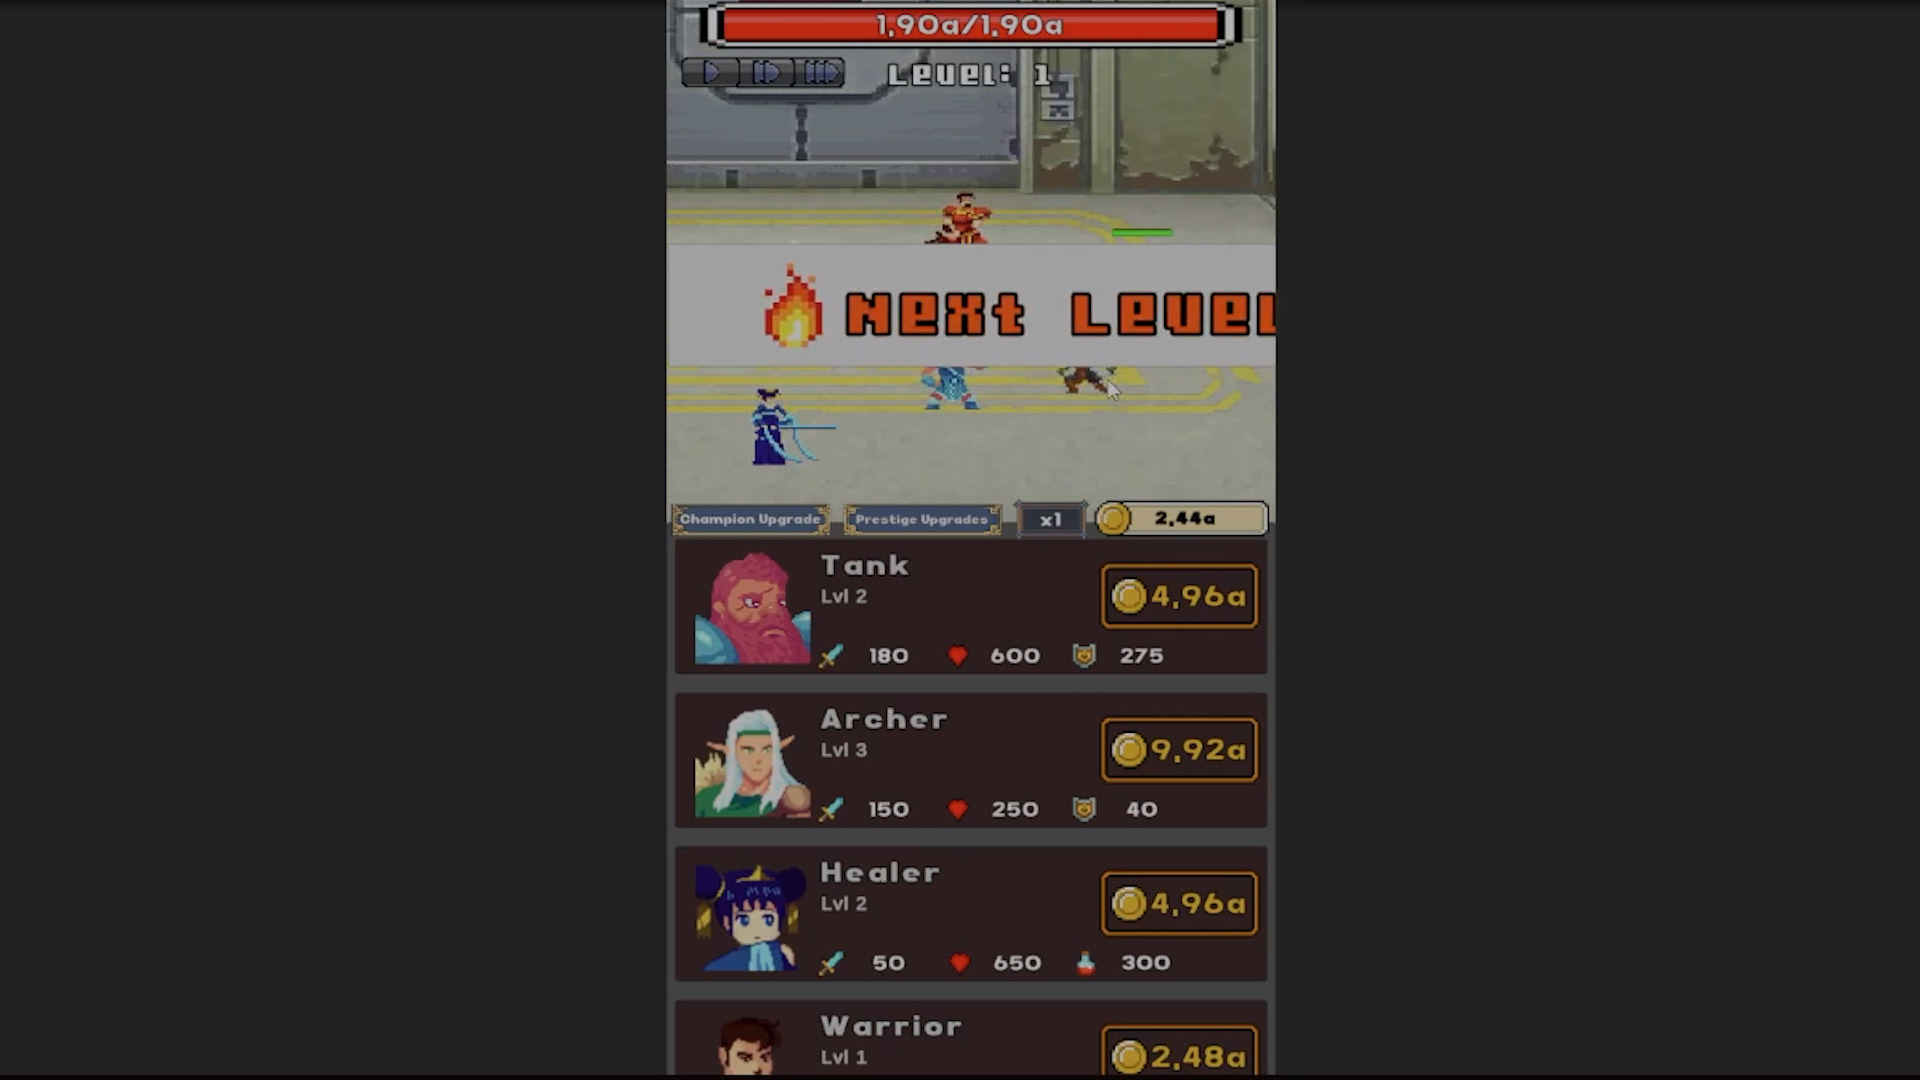 1,90a/1,90a
Level: 1
Next Level
Champion Upgrade
Prestige Upgrades
x1
2,44a
Tank
Lvl 2
4,96a
180
600
275
Archer
Lvl 3
9,92a
150
250
40
Healer
Lvl 2
4,96a
50
650
300
Warrior
Lvl 1
2,48a